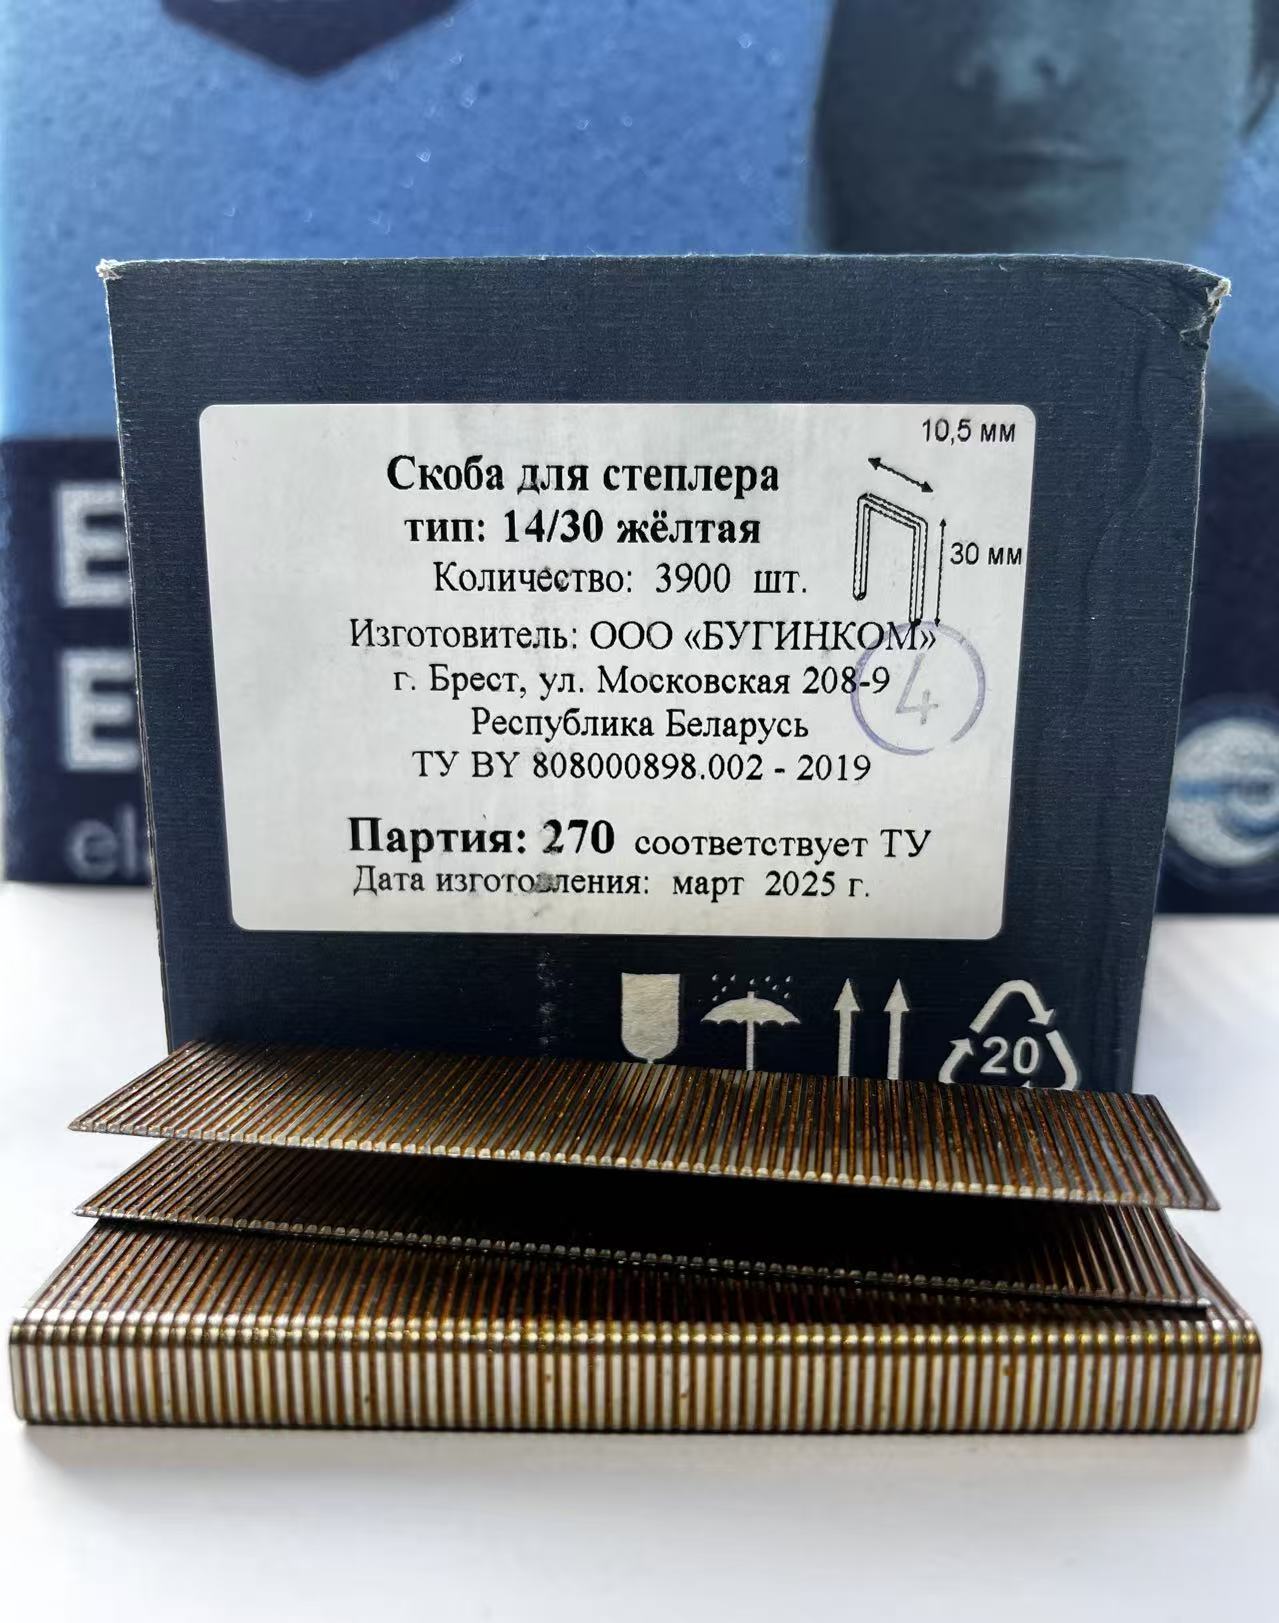 10,5 мм
Скоба для степлера
тип: 14/30 жёлтая
30 мм
Количество: 3900 шт.
Изготовитель: ООО «БУГИНКОМ»
г. Брест, ул. Московская 208-9
4
Республика Беларусь
ТУ BY 808000898.002 - 2019
Партия: 270 соответствует ТУ
Дата изготовления: март 2025 г.
20